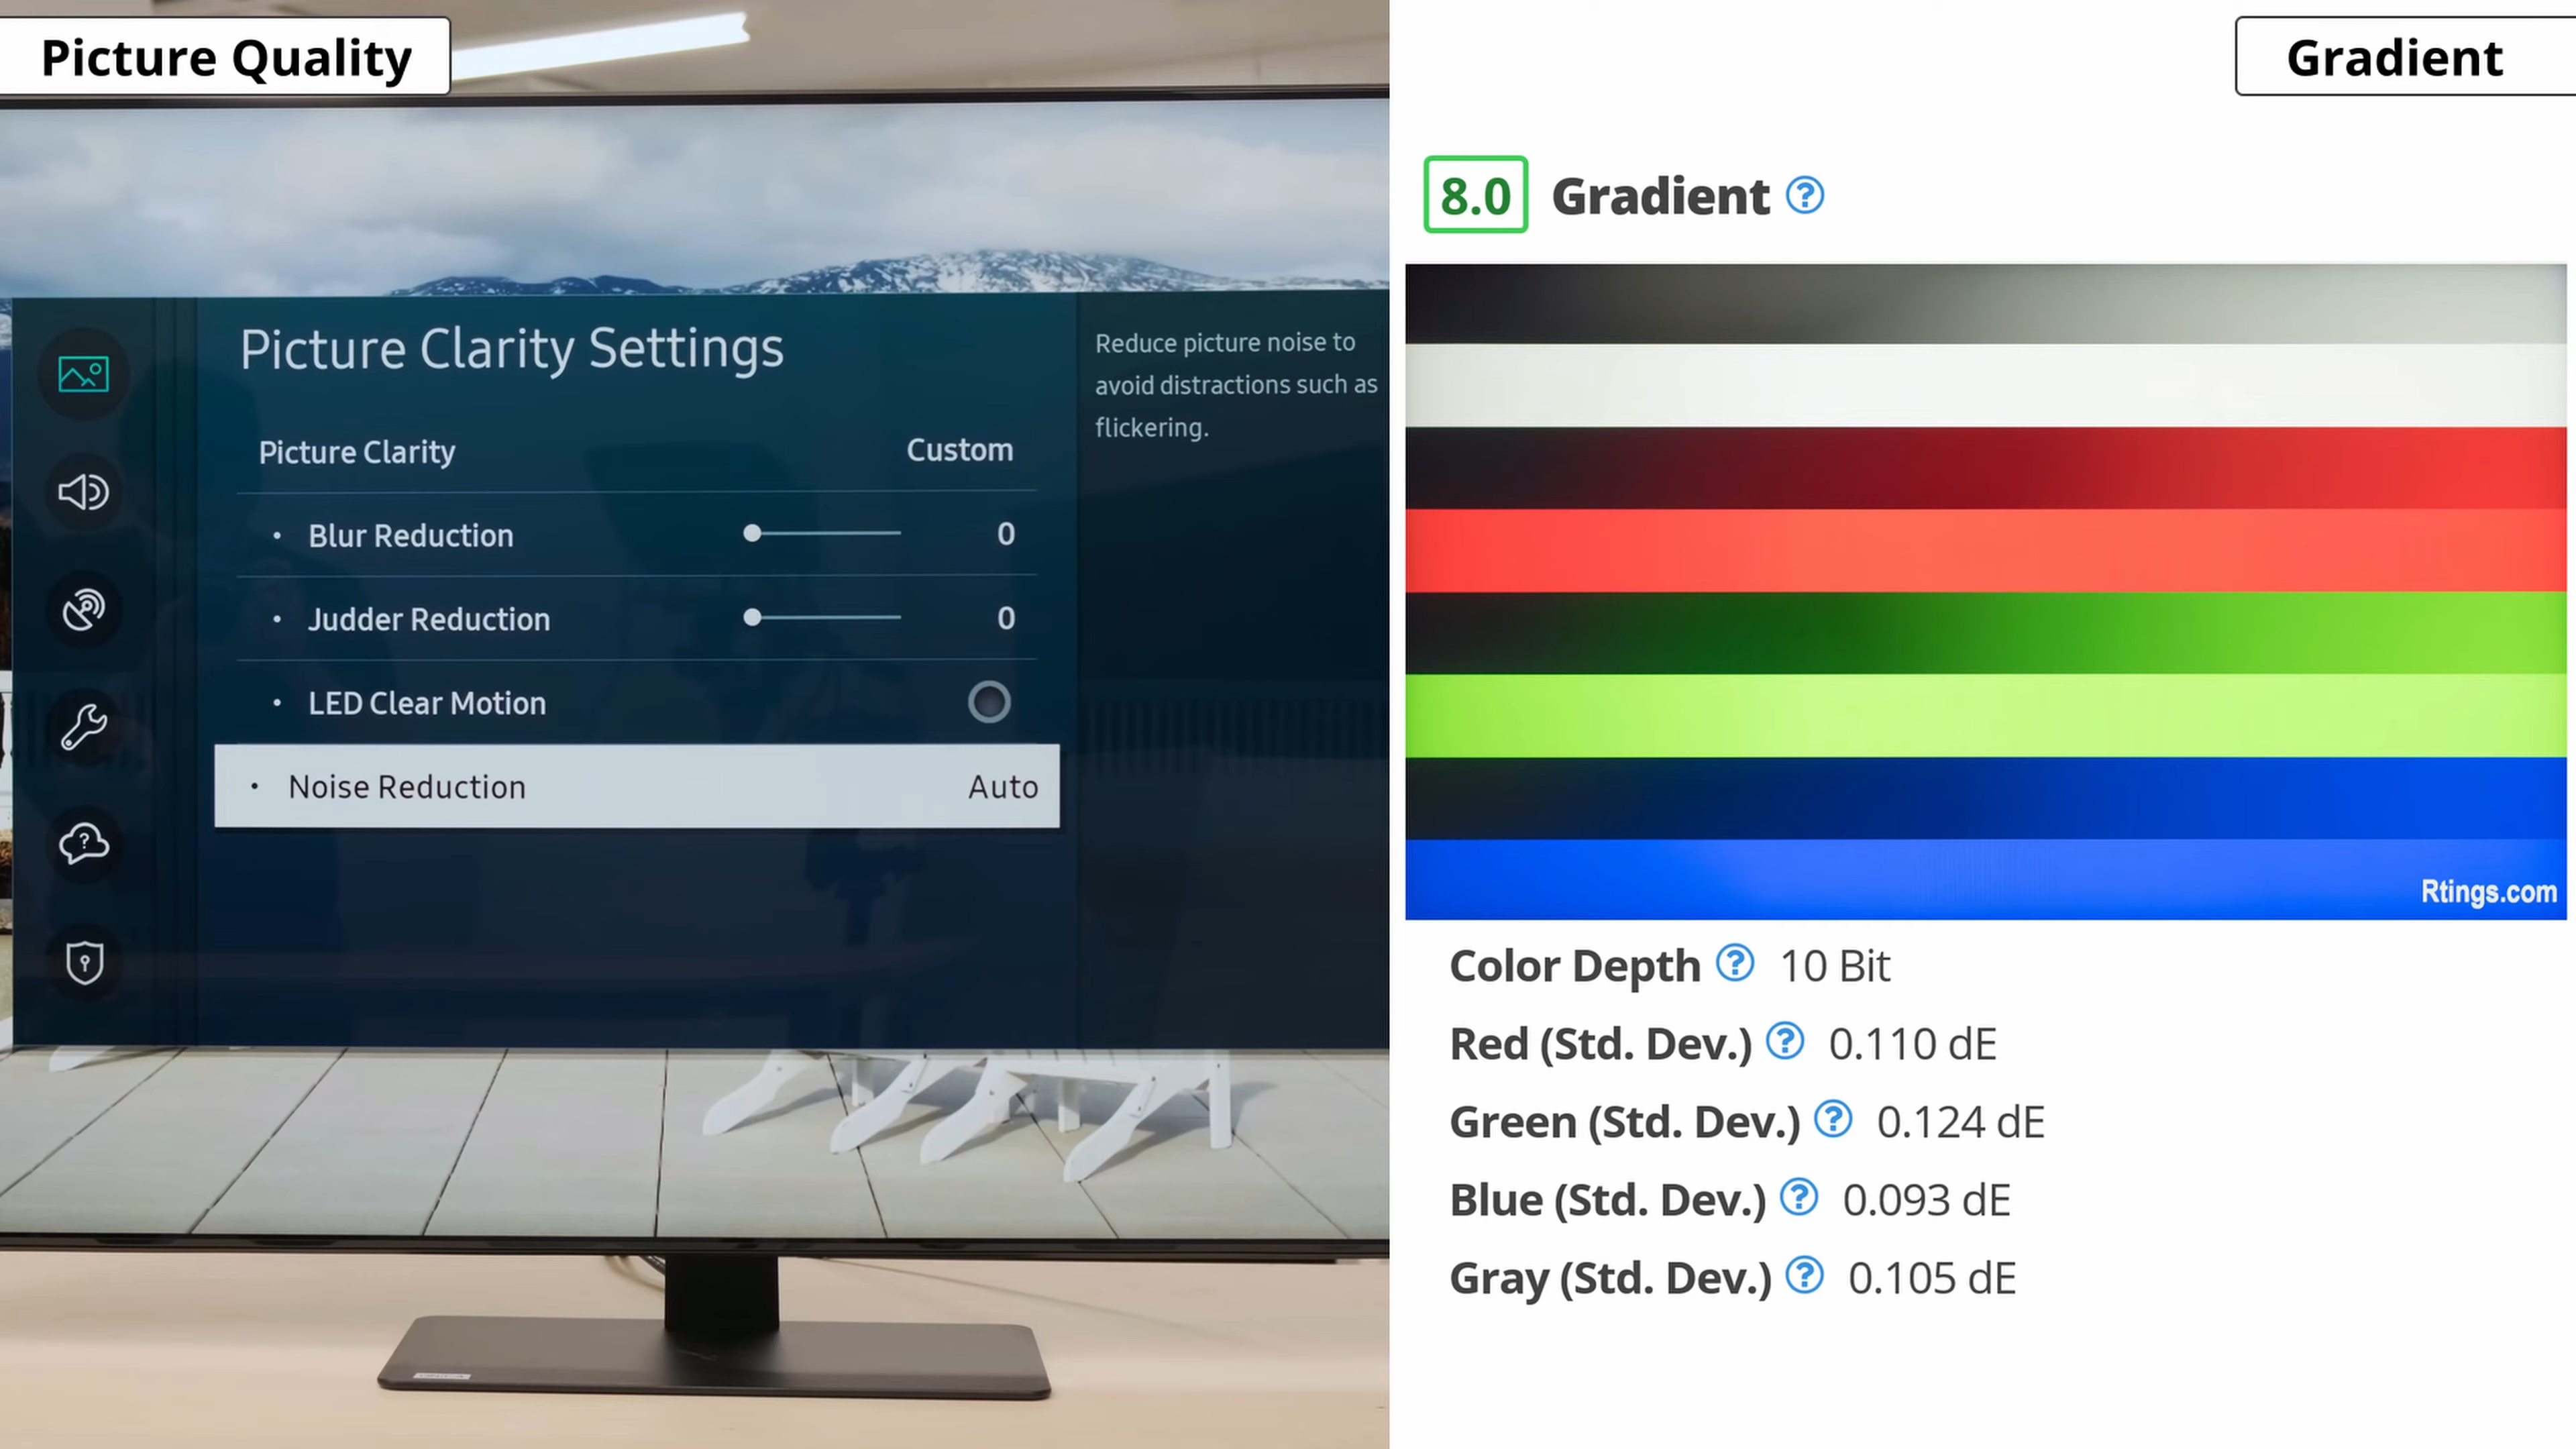 Picture Quality
Gradient
Picture Clarity Settings
Picture Clarity Custom
• Blur Reduction 0
• Judder Reduction 0
• LED Clear Motion
• Noise Reduction Auto
Reduce picture noise to
avoid distractions such as
flickering.
8.0 Gradient ?
Rtings.com
Color Depth ? 10 Bit
Red (Std. Dev.) ? 0.110 dE
Green (Std. Dev.) ? 0.124 dE
Blue (Std. Dev.) ? 0.093 dE
Gray (Std. Dev.) ? 0.105 dE